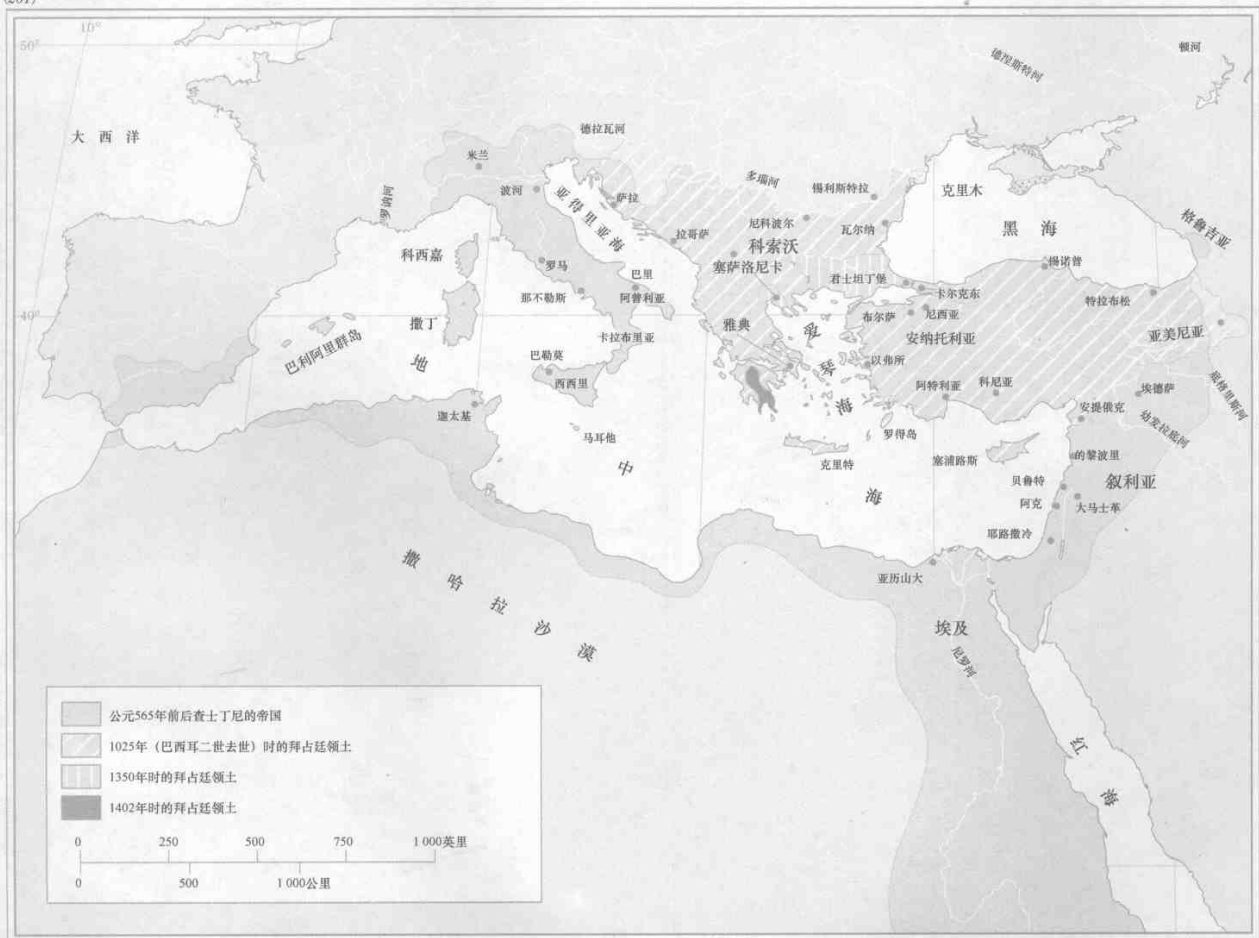 10°
50°
德涅斯特河
顿河
大西洋
德拉瓦河
米兰
罗纳河
波河
萨拉
多瑙河
锡利斯特拉
克里木
亚得里亚海
拉哥萨
尼科波尔
瓦尔纳
黑海
格鲁吉亚
科西嘉
罗马
科索沃
塞萨洛尼卡
锡诺普
巴里
君士坦丁堡
卡尔克东
那不勒斯
阿普利亚
特拉布松
40°
撒丁
布尔萨
尼西亚
雅典
安纳托利亚
亚美尼亚
巴利阿里群岛
卡拉布里亚
爱琴海
巴勒莫
以弗所
西西里
阿特利亚
科尼亚
埃德萨
底格里斯河
迦太基
安提俄克
幼发拉底河
马耳他
罗得岛
地中海
克里特
塞浦路斯
的黎波里
贝鲁特
叙利亚
阿克
大马士革
耶路撒冷
撒哈拉沙漠
亚历山大
埃及
尼罗河
红海
公元565年前后查士丁尼的帝国
1025年（巴西耳二世去世）时的拜占廷领土
1350年时的拜占廷领土
1402年时的拜占廷领土
0 250 500 750 1 000英里
0 500 1 000公里